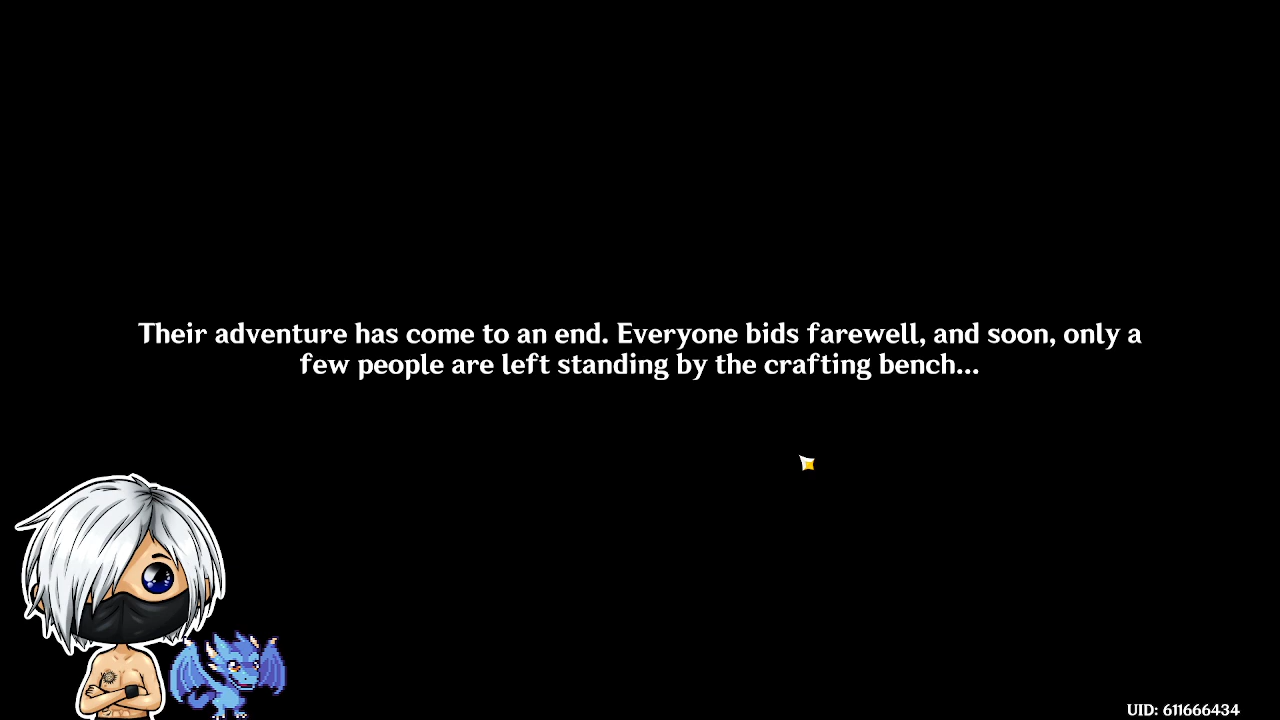 Their adventure has come to an end. Everyone bids farewell, and soon, only a
few people are left standing by the crafting bench...
UID: 611666434